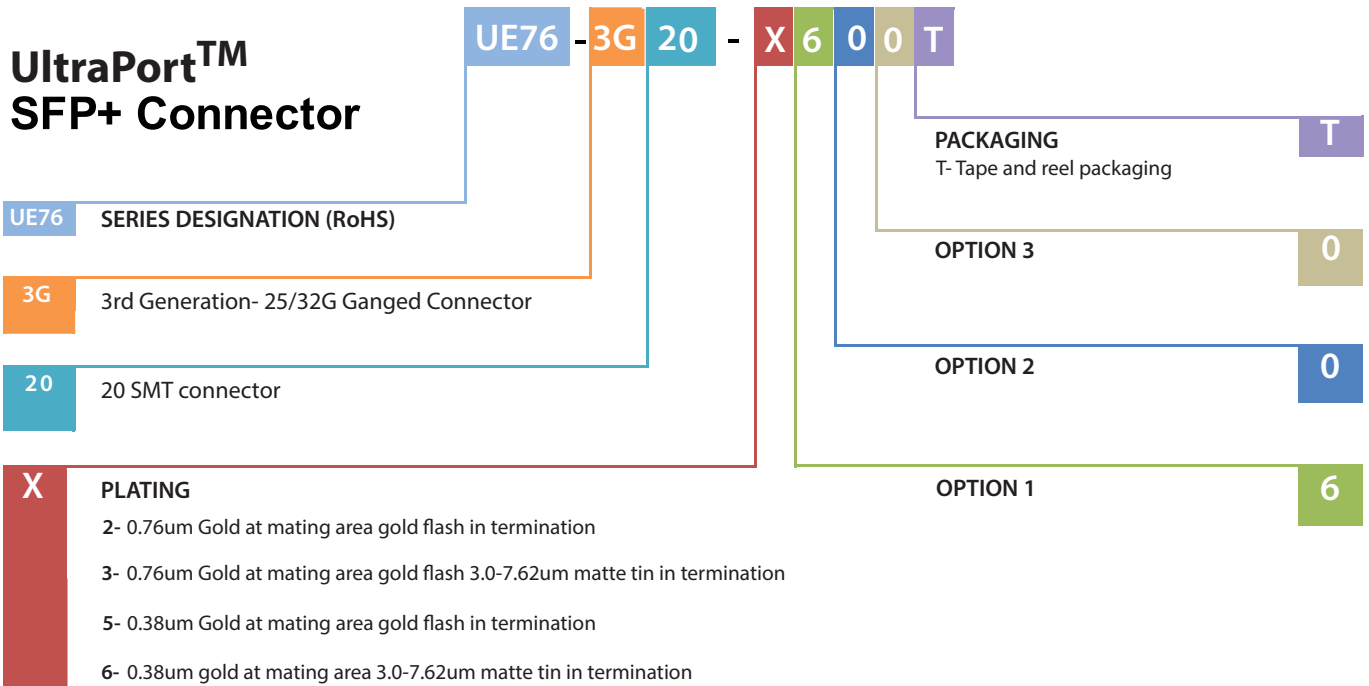 UltraPort™
SFP+ Connector
UE76 - 3G 20 - X 6 0 0 T
UE76 SERIES DESIGNATION (RoHS)
3G 3rd Generation- 25/32G Ganged Connector
20 20 SMT connector
X PLATING
2- 0.76um Gold at mating area gold flash in termination
3- 0.76um Gold at mating area gold flash 3.0-7.62um matte tin in termination
5- 0.38um Gold at mating area gold flash in termination
6- 0.38um gold at mating area 3.0-7.62um matte tin in termination
PACKAGING T
T- Tape and reel packaging
OPTION 3 0
OPTION 2 0
OPTION 1 6